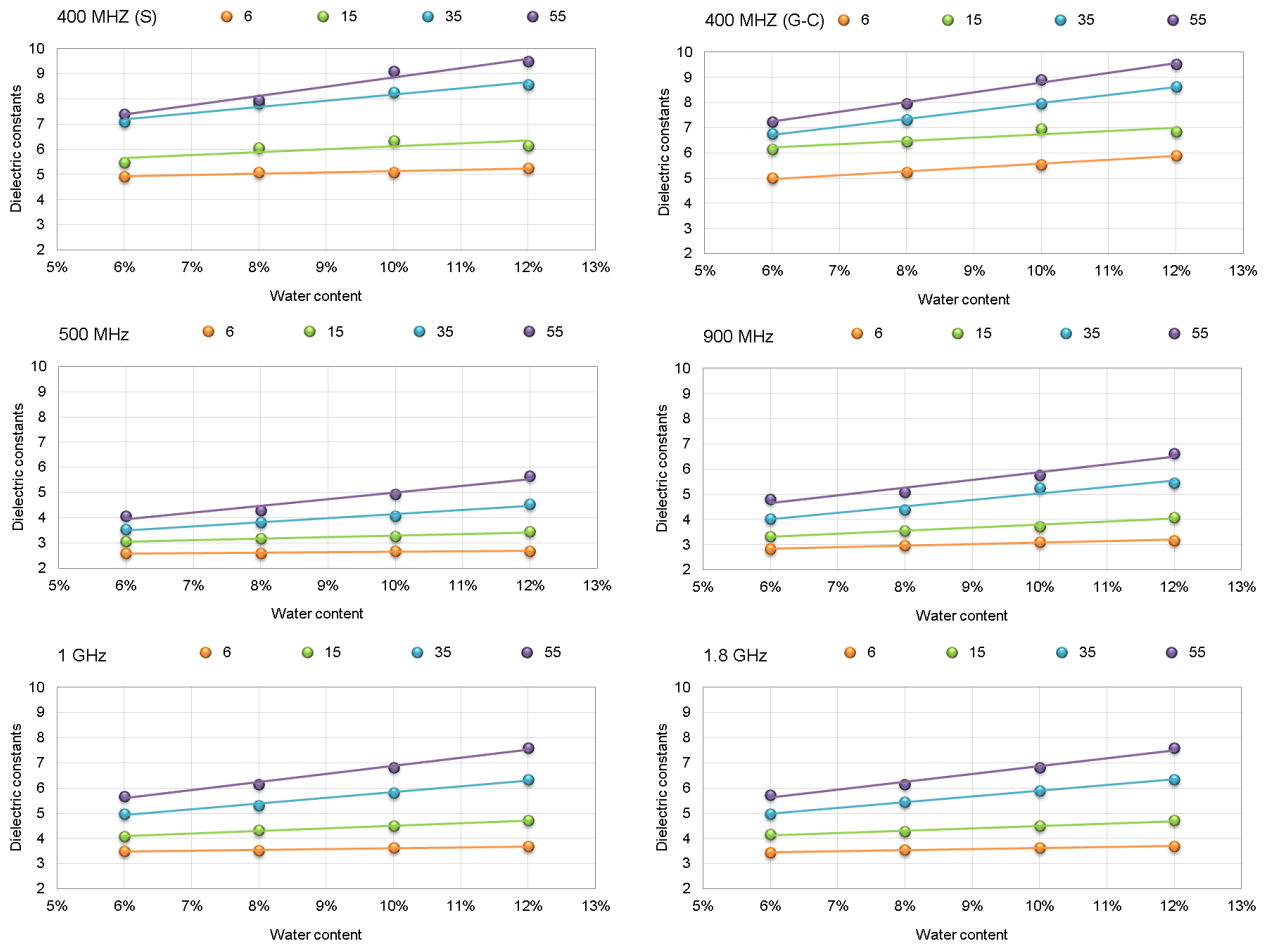 400 MHZ (S) 6 15 35 55
10
9
8
7
6
5
4
3
2
Dielectric constants
5% 6% 7% 8% 9% 10% 11% 12% 13%
Water content
400 MHZ (G-C) 6 15 35 55
10
9
8
7
6
5
4
3
2
Dielectric constants
5% 6% 7% 8% 9% 10% 11% 12% 13%
Water content
500 MHz 6 15 35 55
10
9
8
7
6
5
4
3
2
Dielectric constants
5% 6% 7% 8% 9% 10% 11% 12% 13%
Water content
900 MHz 6 15 35 55
10
9
8
7
6
5
4
3
2
Dielectric constants
5% 6% 7% 8% 9% 10% 11% 12% 13%
Water content
1 GHz 6 15 35 55
10
9
8
7
6
5
4
3
2
Dielectric constants
5% 6% 7% 8% 9% 10% 11% 12% 13%
Water content
1.8 GHz 6 15 35 55
10
9
8
7
6
5
4
3
2
Dielectric constants
5% 6% 7% 8% 9% 10% 11% 12% 13%
Water content